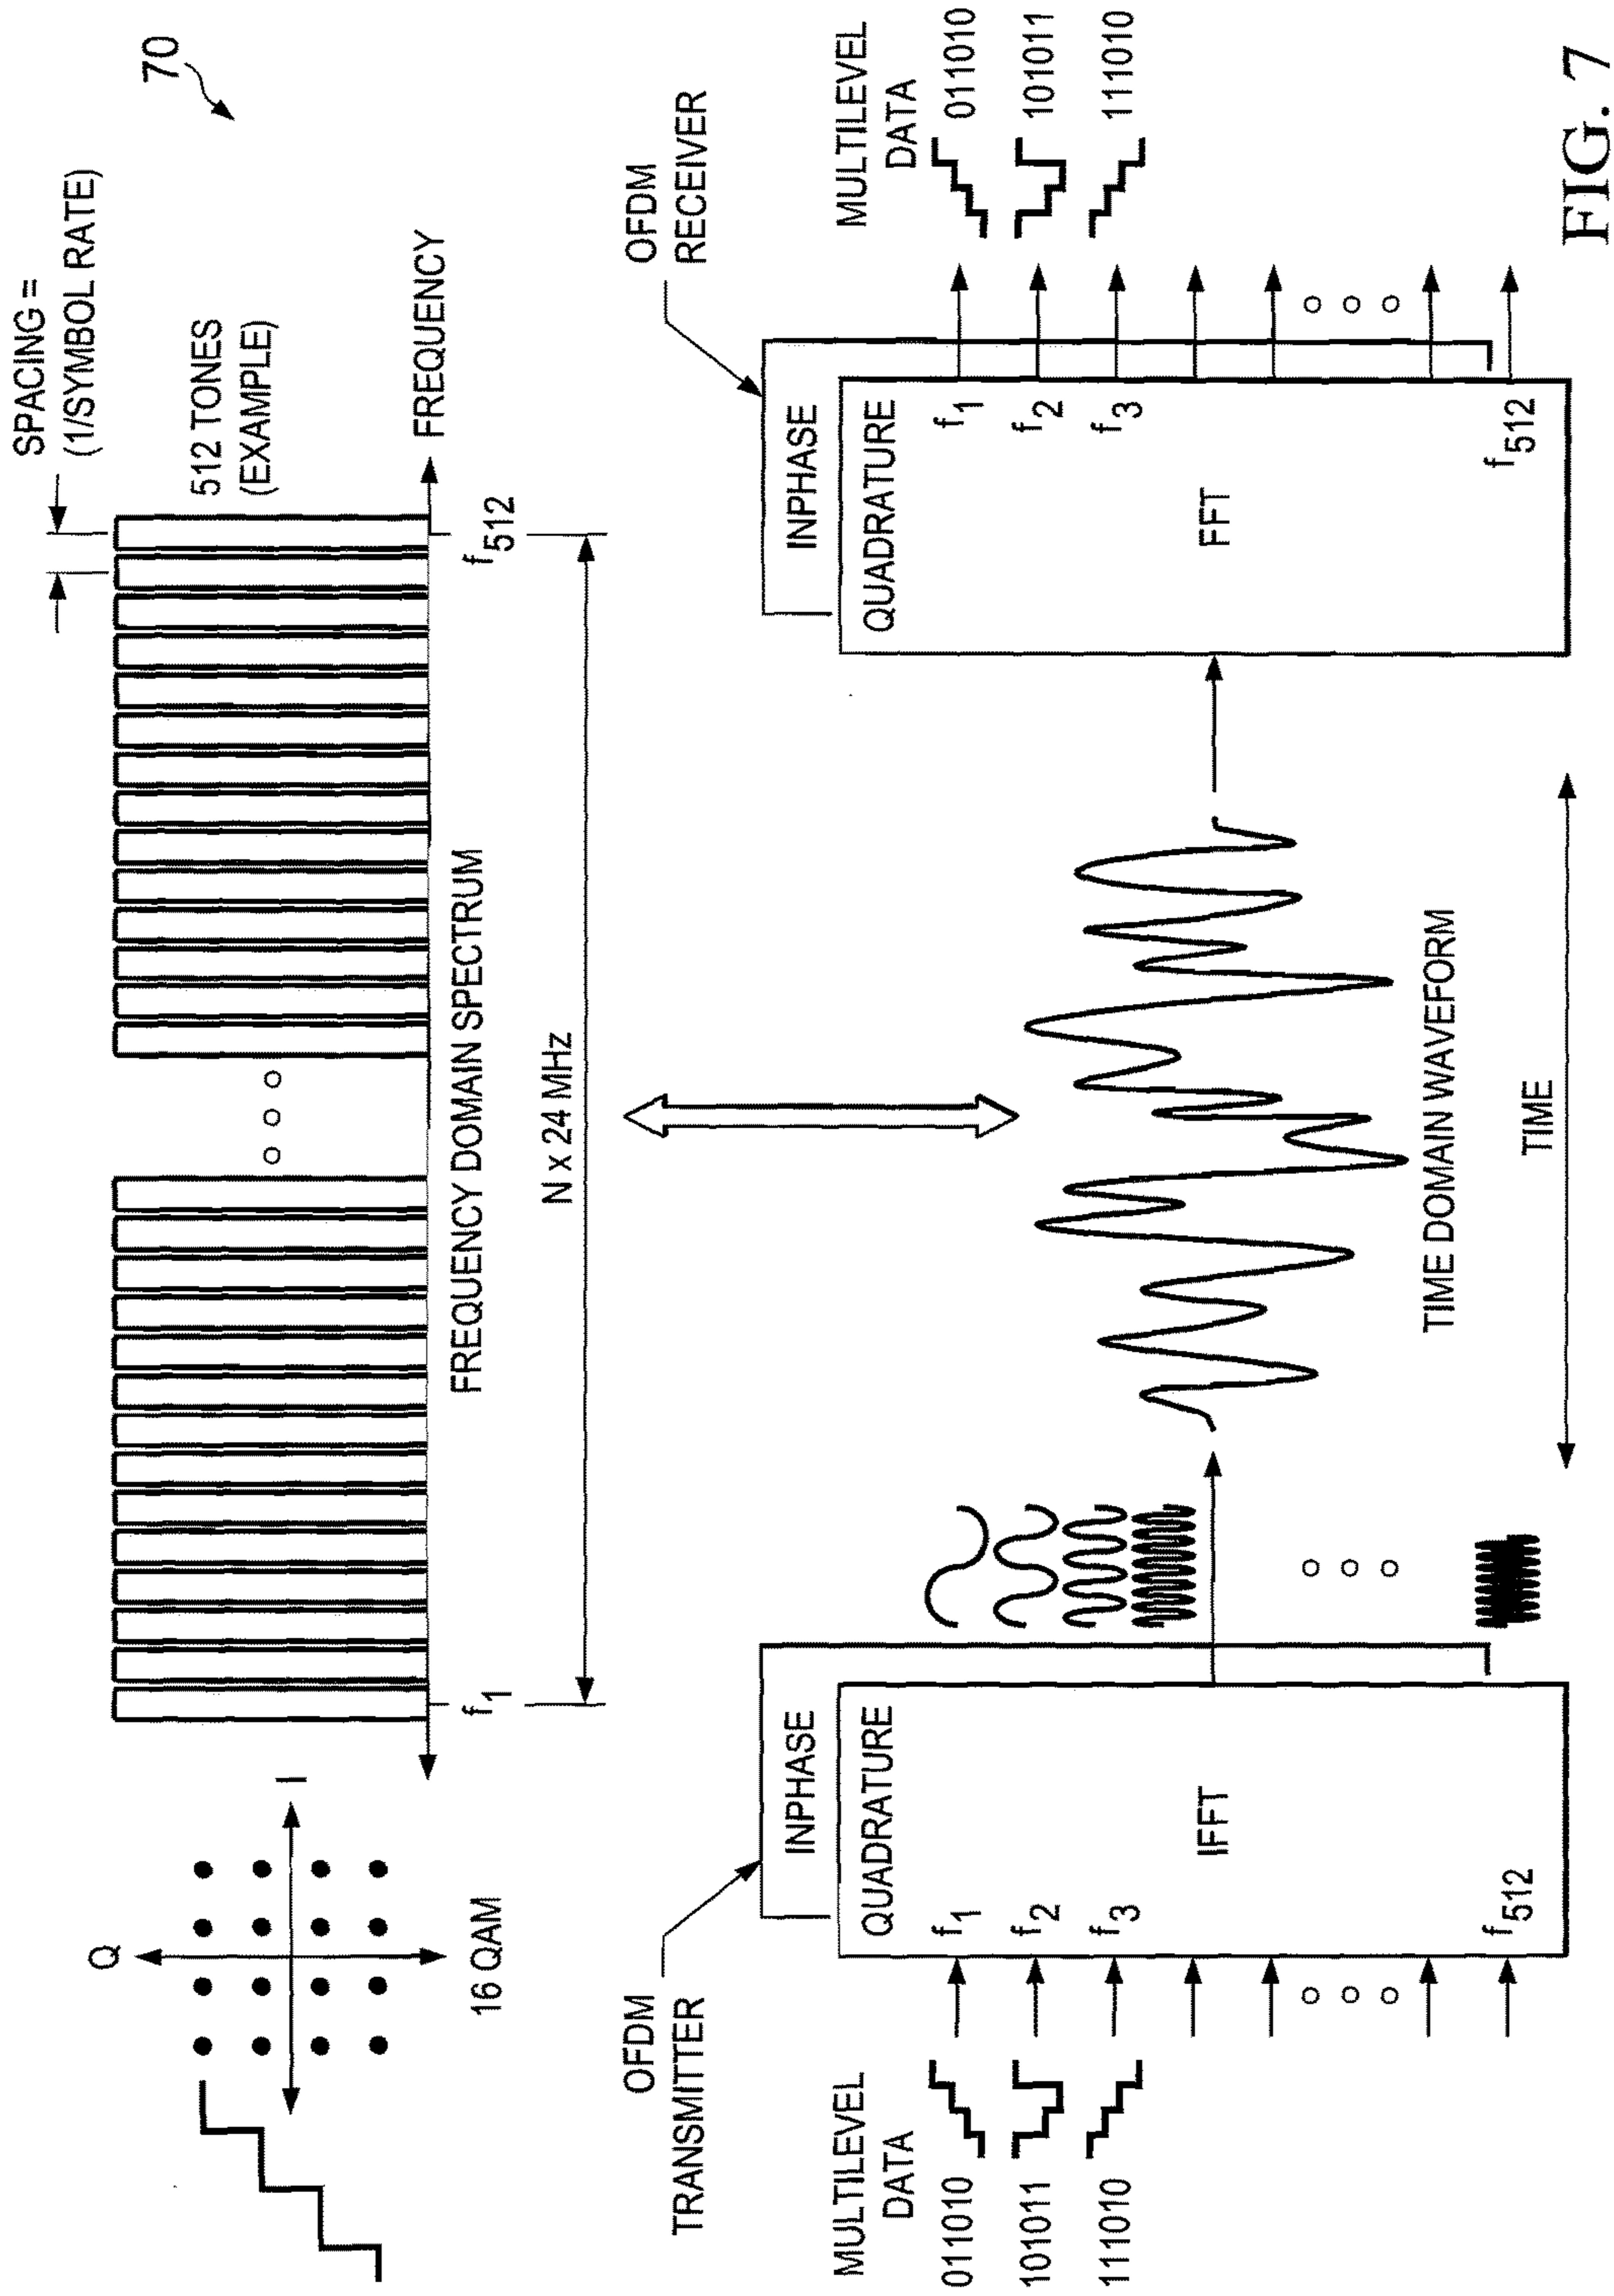 70
SPACING =
(1/SYMBOL RATE)
512 TONES
(EXAMPLE)
FREQUENCY
Q
I
16 QAM
f1
f512
FREQUENCY DOMAIN SPECTRUM
N x 24 MHz
OFDM
TRANSMITTER
INPHASE
QUADRATURE
MULTILEVEL
DATA
011010
101011
111010
f1
f2
f3
f512
IFFT
TIME DOMAIN WAVEFORM
TIME
OFDM
RECEIVER
INPHASE
QUADRATURE
FFT
f1
f2
f3
f512
MULTILEVEL
DATA
011010
101011
111010
FIG. 7